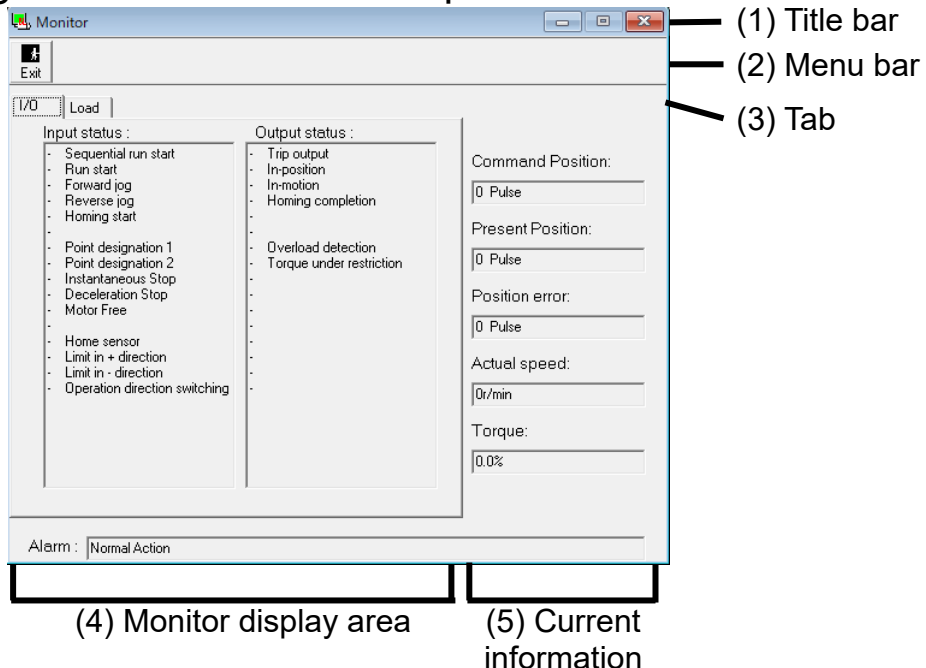 Monitor
(1) Title bar
Exit
(2) Menu bar
I/O
Load
(3) Tab
Input status :
- Sequential run start
- Run start
- Forward jog
- Reverse jog
- Homing start
-
- Point designation 1
- Point designation 2
- Instantaneous Stop
- Deceleration Stop
- Motor Free
-
- Home sensor
- Limit in + direction
- Limit in - direction
- Operation direction switching
Output status :
- Trip output
- In-position
- In-motion
- Homing completion
-
- Overload detection
- Torque under restriction
-
-
-
-
-
-
-
-
Command Position:
0 Pulse
Present Position:
0 Pulse
Position error:
0 Pulse
Actual speed:
0r/min
Torque:
0.0%
Alarm : Normal Action
(4) Monitor display area
(5) Current
information